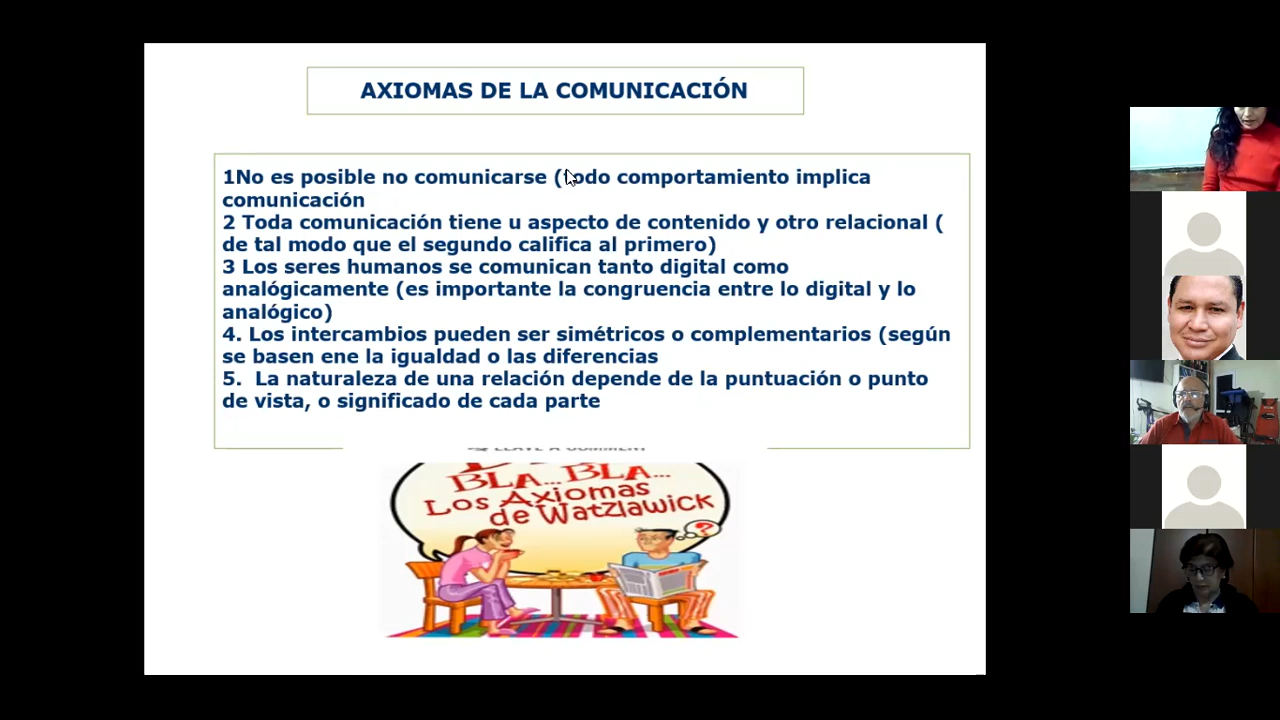 AXIOMAS DE LA COMUNICACIÓN
1No es posible no comunicarse (todo comportamiento implica
comunicación
2 Toda comunicación tiene u aspecto de contenido y otro relacional (
de tal modo que el segundo califica al primero)
3 Los seres humanos se comunican tanto digital como
analógicamente (es importante la congruencia entre lo digital y lo
analógico)
4. Los intercambios pueden ser simétricos o complementarios (según
se basen ene la igualdad o las diferencias
5.  La naturaleza de una relación depende de la puntuación o punto
de vista, o significado de cada parte
LEAVE A COMMENT
BLA... BLA...
Los Axiomas
de Watzlawick
?